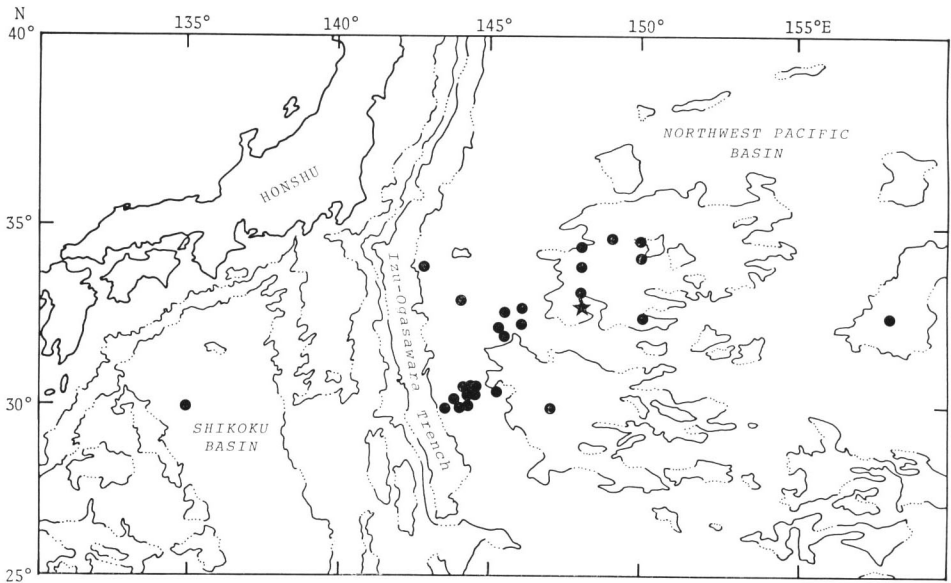 N
135° 140° 145° 150° 155°E
40°
NORTHWEST PACIFIC
BASIN
HONSHU
35°
Izu-Ogasawara Trench
30°
SHIKOKU
BASIN
25°